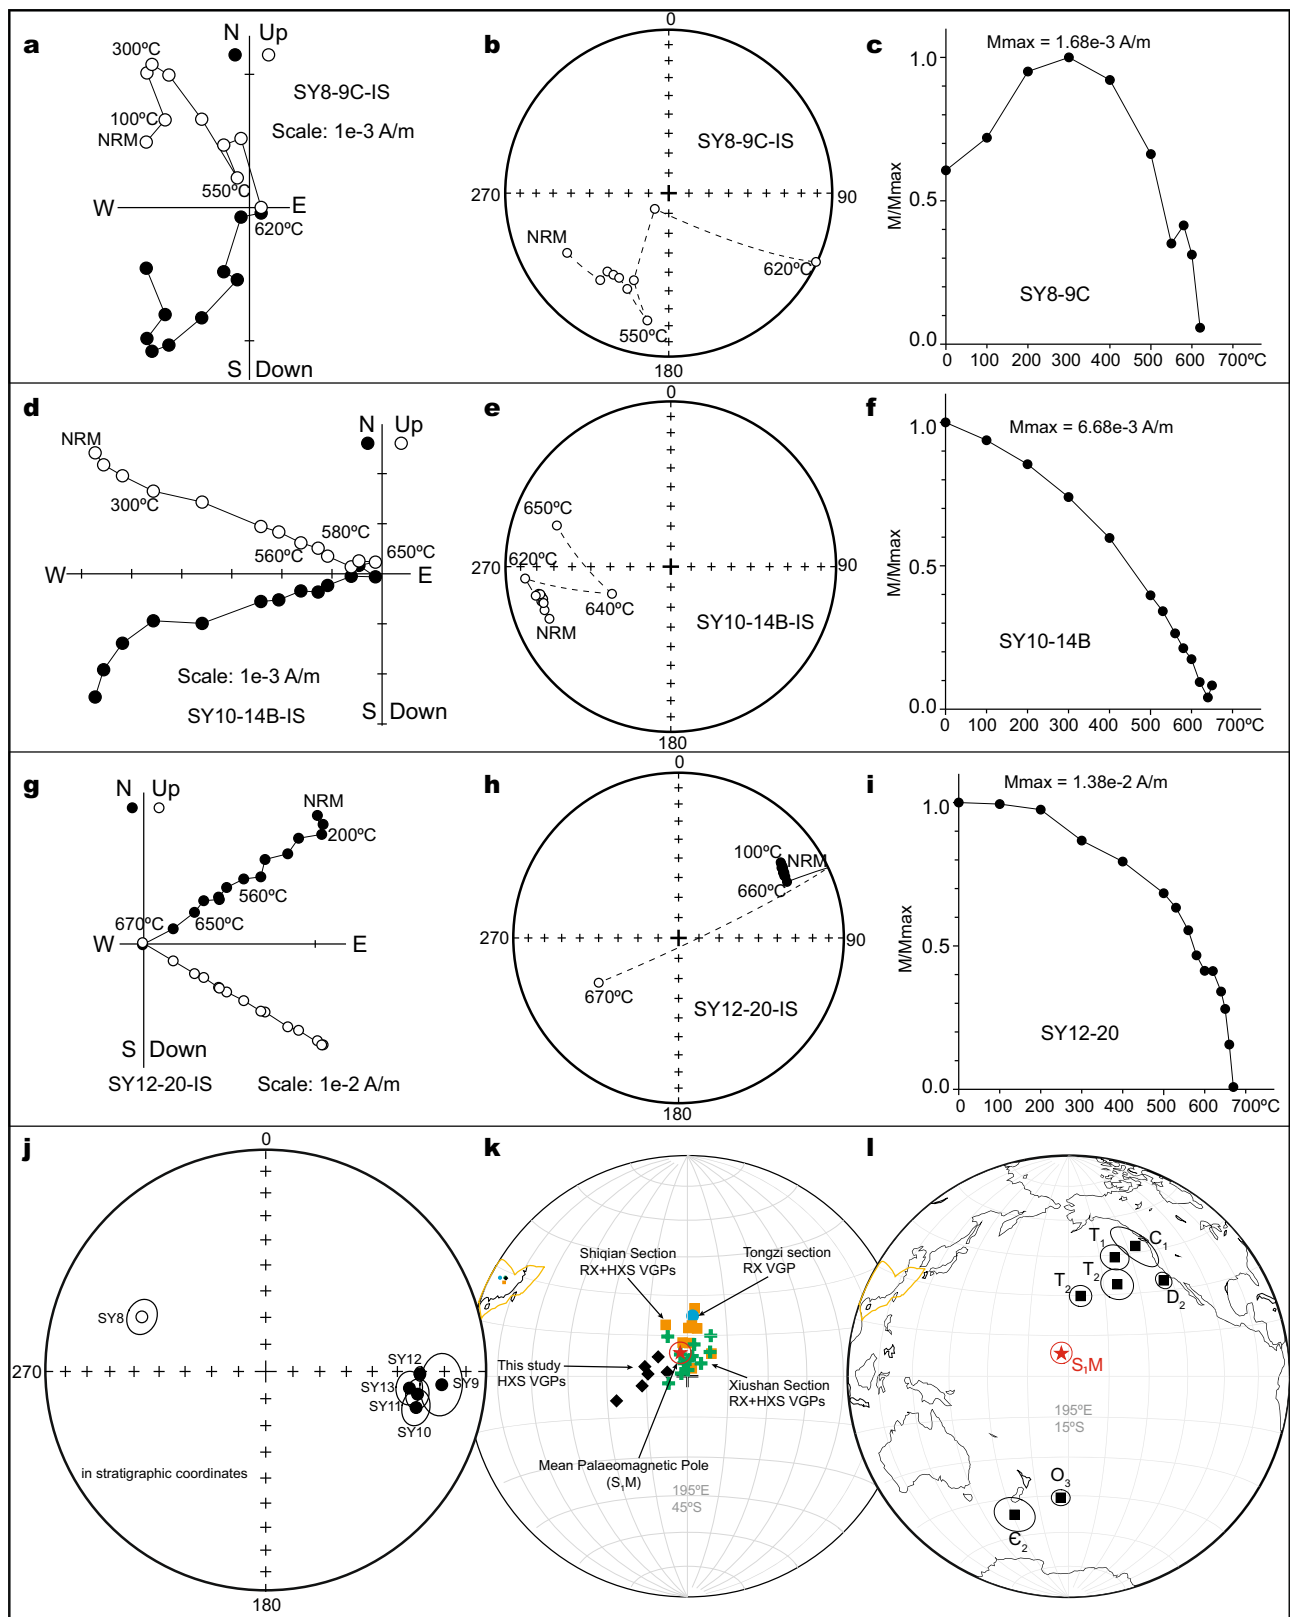 a
N Up
300ºC
SY8-9C-IS
100ºC
Scale: 1e-3 A/m
NRM
550ºC
W E
620ºC
S Down
b
0
SY8-9C-IS
270 90
NRM
620ºC
550ºC
180
c
Mmax = 1.68e-3 A/m
1.0
M/Mmax
0.5
SY8-9C
0.0
0 100 200 300 400 500 600 700ºC
d
N Up
NRM
300ºC
580ºC
560ºC
650ºC
W E
Scale: 1e-3 A/m
SY10-14B-IS
S Down
e
0
650ºC
620ºC
270 90
640ºC
SY10-14B-IS
NRM
180
f
1.0
Mmax = 6.68e-3 A/m
M/Mmax
0.5
SY10-14B
0.0
0 100 200 300 400 500 600 700ºC
g
N Up
NRM
200ºC
560ºC
670ºC
650ºC
W E
S Down
SY12-20-IS
Scale: 1e-2 A/m
h
0
100ºC
NRM
660ºC
270 90
670ºC
SY12-20-IS
180
i
Mmax = 1.38e-2 A/m
1.0
M/Mmax
0.5
SY12-20
0.0
0 100 200 300 400 500 600 700ºC
j
0
SY8
SY12
270
SY13
SY9
SY11
SY10
in stratigraphic coordinates
180
k
Shiqian Section
RX+HXS VGPs
Tongzi section
RX VGP
This study
HXS VGPs
Xiushan Section
RX+HXS VGPs
Mean Palaeomagnetic Pole
(S₁M)
195ºE
45ºS
l
T₁
C₁
T₂
T₂
D₂
S₁M
195ºE
15ºS
O₃
Є₂